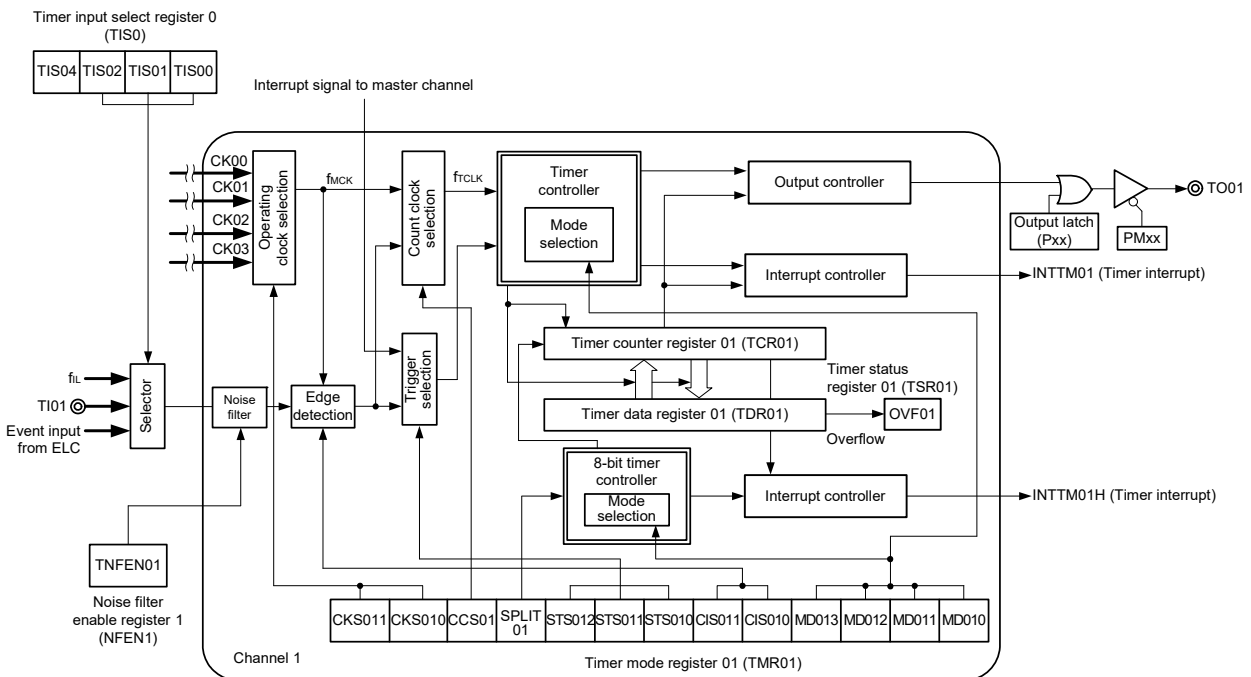 Timer input select register 0
(TIS0)
TIS04 TIS02 TIS01 TIS00
Interrupt signal to master channel
CK00
CK01
CK02
CK03
Operating
clock selection
fMCK
Count clock
selection
fTCLK
Timer
controller
Mode
selection
Output controller
Output latch
(Pxx)
PMxx
TO01
Interrupt controller
INTTM01 (Timer interrupt)
Timer counter register 01 (TCR01)
Trigger
selection
fIL
TI01
Event input
from ELC
Selector
Noise
filter
Edge
detection
Timer status
register 01 (TSR01)
Timer data register 01 (TDR01)
OVF01
Overflow
8-bit timer
controller
Mode
selection
Interrupt controller
INTTM01H (Timer interrupt)
TNFEN01
Noise filter
enable register 1
(NFEN1)
CKS011 CKS010 CCS01 SPLIT
01 STS012 STS011 STS010 CIS011 CIS010 MD013 MD012 MD011 MD010
Channel 1
Timer mode register 01 (TMR01)